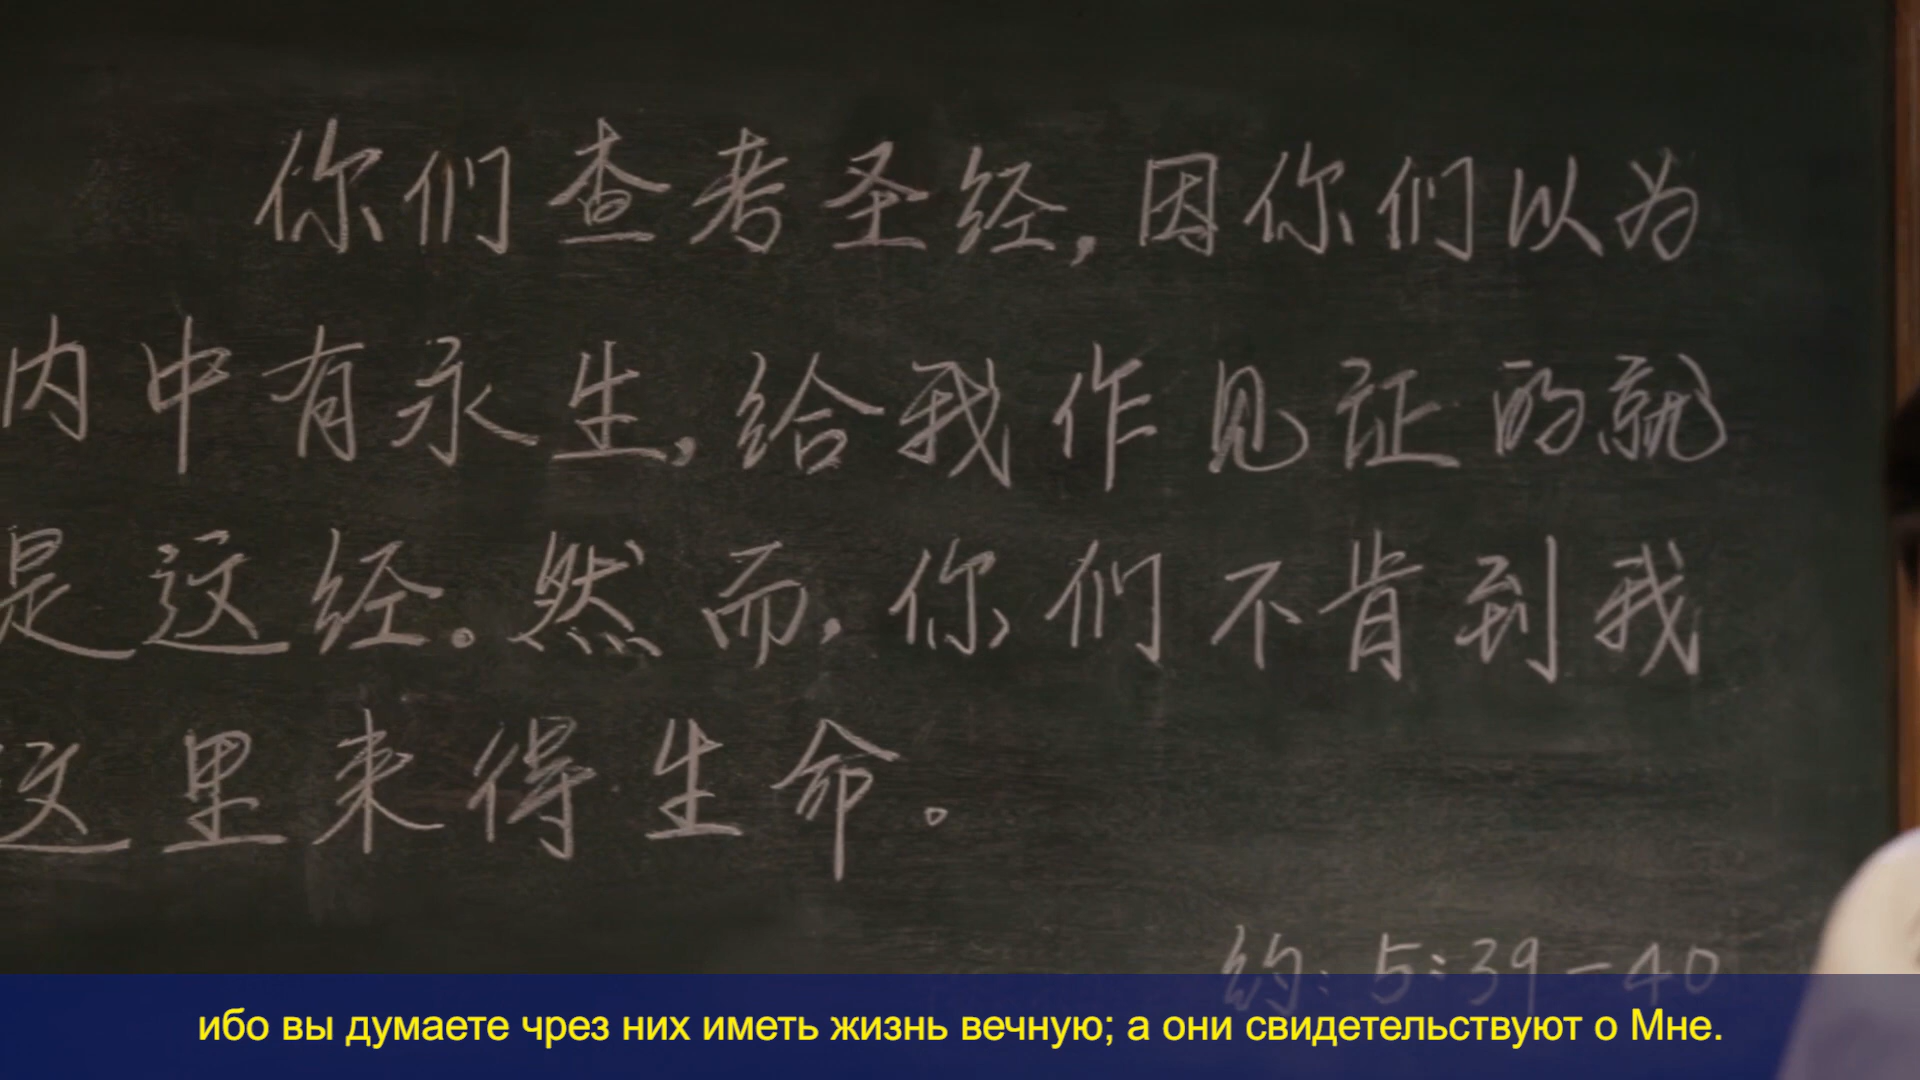 你们查考圣经,因你们以为
内中有永生,给我作见证的就
是这经。然而,你们不肯到我
这里来得生命。
约:5:39-40
ибо вы думаете чрез них иметь жизнь вечную; а они свидетельствуют о Мне.